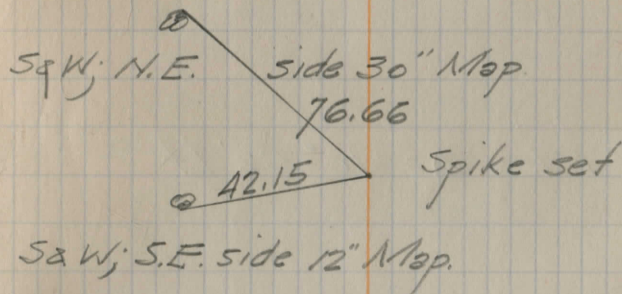 S&W; N.E. side 30" Map.
76.66
Spike set
42.15
S&W; S.E. side 12" Map.